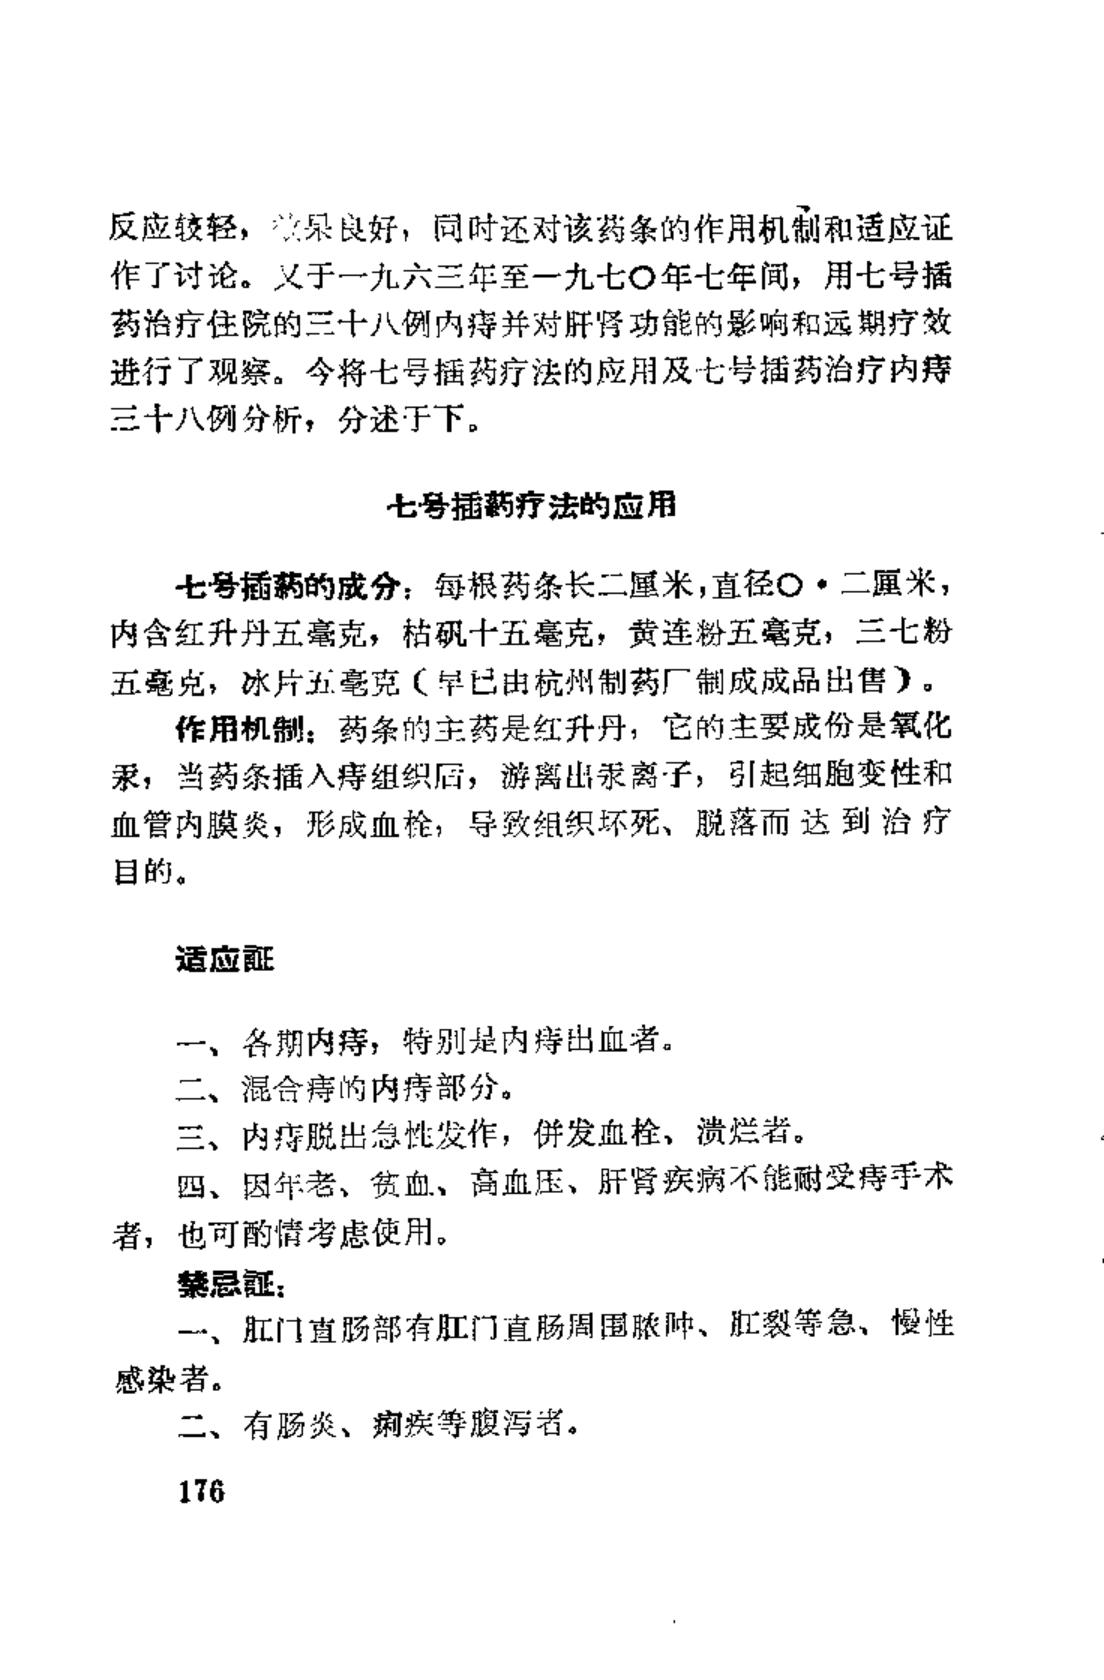 反应较轻，效果良好，同时还对该药条的作用机制和适应证
作了讨论。又于一九六三年至一九七〇年七年间，用七号插
药治疗住院的三十八例内痔并对肝肾功能的影响和远期疗效
进行了观察。今将七号插药疗法的应用及七号插药治疗内痔
三十八例分析，分述于下。
七号插药疗法的应用
七号插药的成分：每根药条长二厘米，直径〇·二厘米，
内含红升丹五毫克，枯矾十五毫克，黄连粉五毫克，三七粉
五毫克，冰片五毫克（早已由杭州制药厂制成成品出售）。
作用机制：药条的主药是红升丹，它的主要成份是氧化
汞，当药条插入痔组织后，游离出汞离子，引起细胞变性和
血管内膜炎，形成血栓，导致组织坏死、脱落而达到治疗
目的。
适应証
一、各期内痔，特别是内痔出血者。
二、混合痔的内痔部分。
三、内痔脱出急性发作，併发血栓、溃烂者。
四、因年老、贫血、高血压、肝肾疾病不能耐受痔手术
者，也可酌情考虑使用。
禁忌証：
一、肛门直肠部有肛门直肠周围脓肿、肛裂等急、慢性
感染者。
二、有肠炎、痢疾等腹泻者。
176